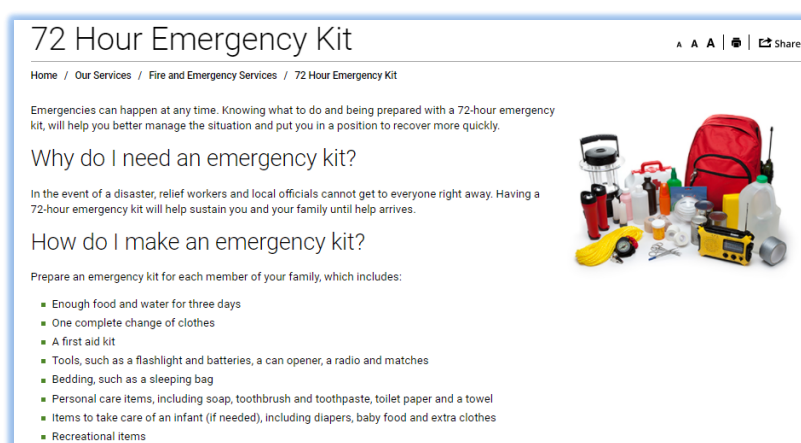 72 Hour Emergency Kit
A A A Share
Home / Our Services / Fire and Emergency Services / 72 Hour Emergency Kit
Emergencies can happen at any time. Knowing what to do and being prepared with a 72-hour emergency
kit, will help you better manage the situation and put you in a position to recover more quickly.
Why do I need an emergency kit?
In the event of a disaster, relief workers and local officials cannot get to everyone right away. Having a
72-hour emergency kit will help sustain you and your family until help arrives.
How do I make an emergency kit?
Prepare an emergency kit for each member of your family, which includes:
Enough food and water for three days
One complete change of clothes
A first aid kit
Tools, such as a flashlight and batteries, a can opener, a radio and matches
Bedding, such as a sleeping bag
Personal care items, including soap, toothbrush and toothpaste, toilet paper and a towel
Items to take care of an infant (if needed), including diapers, baby food and extra clothes
Recreational items